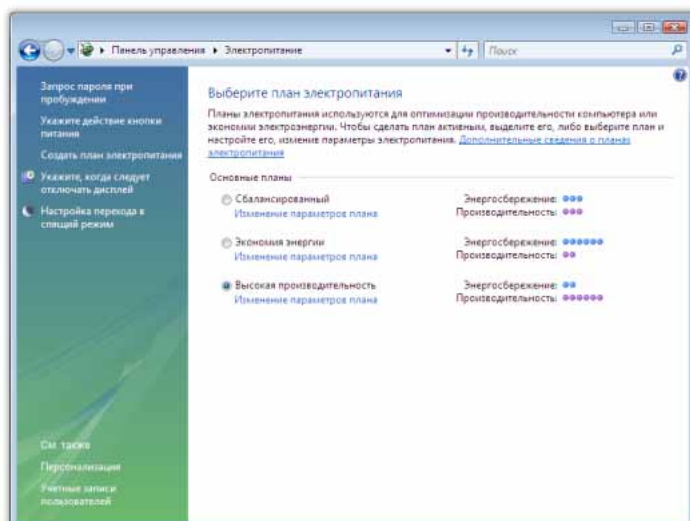 Панель управления ▸ Электропитание
Поиск
Запрос пароля при
пробуждении
Укажите действие кнопки
питания
Создать план электропитания
Укажите, когда следует
отключать дисплей
Настройка перехода в
спящий режим
См. также
Персонализация
Учетные записи
пользователей
Выберите план электропитания
Планы электропитания используются для оптимизации производительности компьютера или
экономии электроэнергии. Чтобы сделать план активным, выделите его, либо выберите план и
настройте его, изменив параметры электропитания. Дополнительные сведения о планах
электропитания
Основные планы
Сбалансированный Энергосбережение:
Изменение параметров плана Производительность:
Экономия энергии Энергосбережение:
Изменение параметров плана Производительность:
Высокая производительность Энергосбережение:
Изменение параметров плана Производительность: